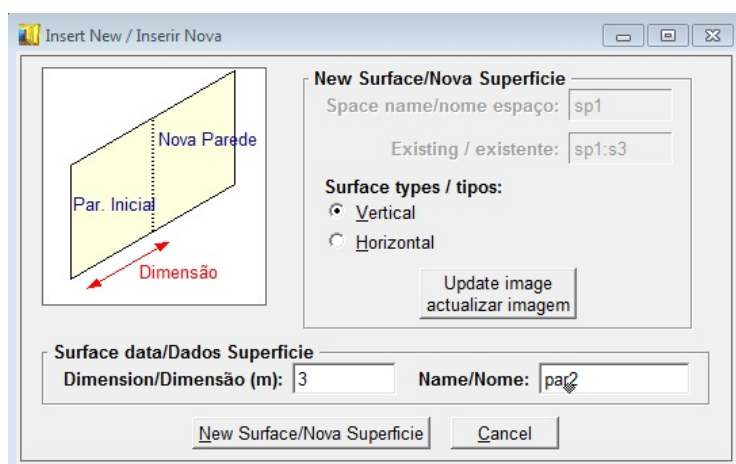 Insert New / Inserir Nova
Nova Parede
Par. Inicial
Dimensão
New Surface/Nova Superficie
Space name/nome espaço: sp1
Existing / existente: sp1:s3
Surface types / tipos:
Vertical
Horizontal
Update image
actualizar imagem
Surface data/Dados Superficie
Dimension/Dimensão (m): 3 Name/Nome: par2
New Surface/Nova Superficie Cancel